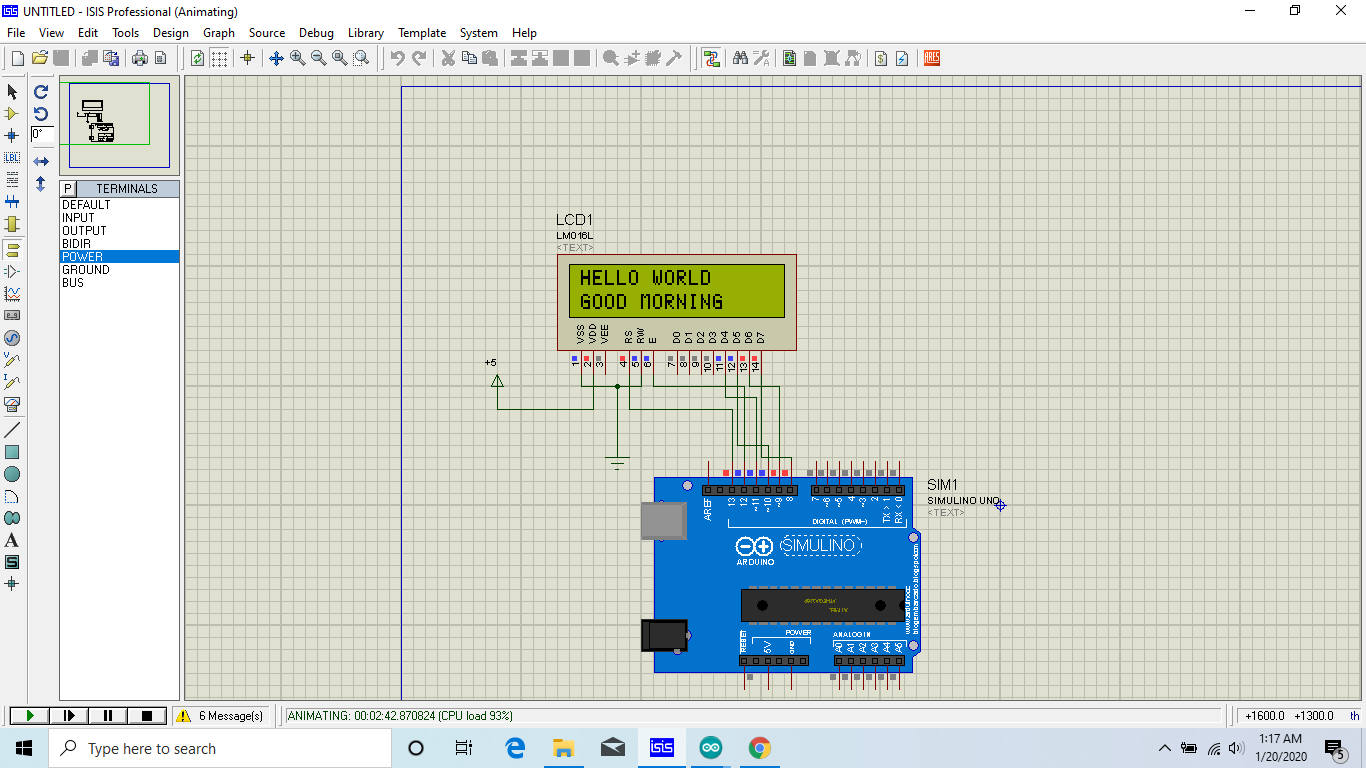 UNTITLED - ISIS Professional (Animating)
File View Edit Tools Design Graph Source Debug Library Template System Help
ARES
LBL
0°
P TERMINALS
DEFAULT
INPUT
OUTPUT
BIDIR
POWER
GROUND
BUS
LCD1
LM016L
<TEXT>
HELLO WORLD
GOOD MORNING
VSS VDD VEE RS RW E D0 D1 D2 D3 D4 D5 D6 D7
1 2 3 4 5 6 7 8 9 10 11 12 13 14
+5
SIM1
SIMULINO UNO
<TEXT>
AREF 13 12 ~11 ~10 ~9 8 7 ~6 ~5 4 ~3 2 TX > 1 RX < 0
DIGITAL (PWM~)
SIMULINO
ARDUINO
RESET 5V GND
POWER
ANALOG IN
A0 A1 A2 A3 A4 A5
6 Message(s)
ANIMATING: 00:02:42.870824 (CPU load 93%)
+1600.0 +1300.0 th
Type here to search
isis
1:17 AM
1/20/2020
5